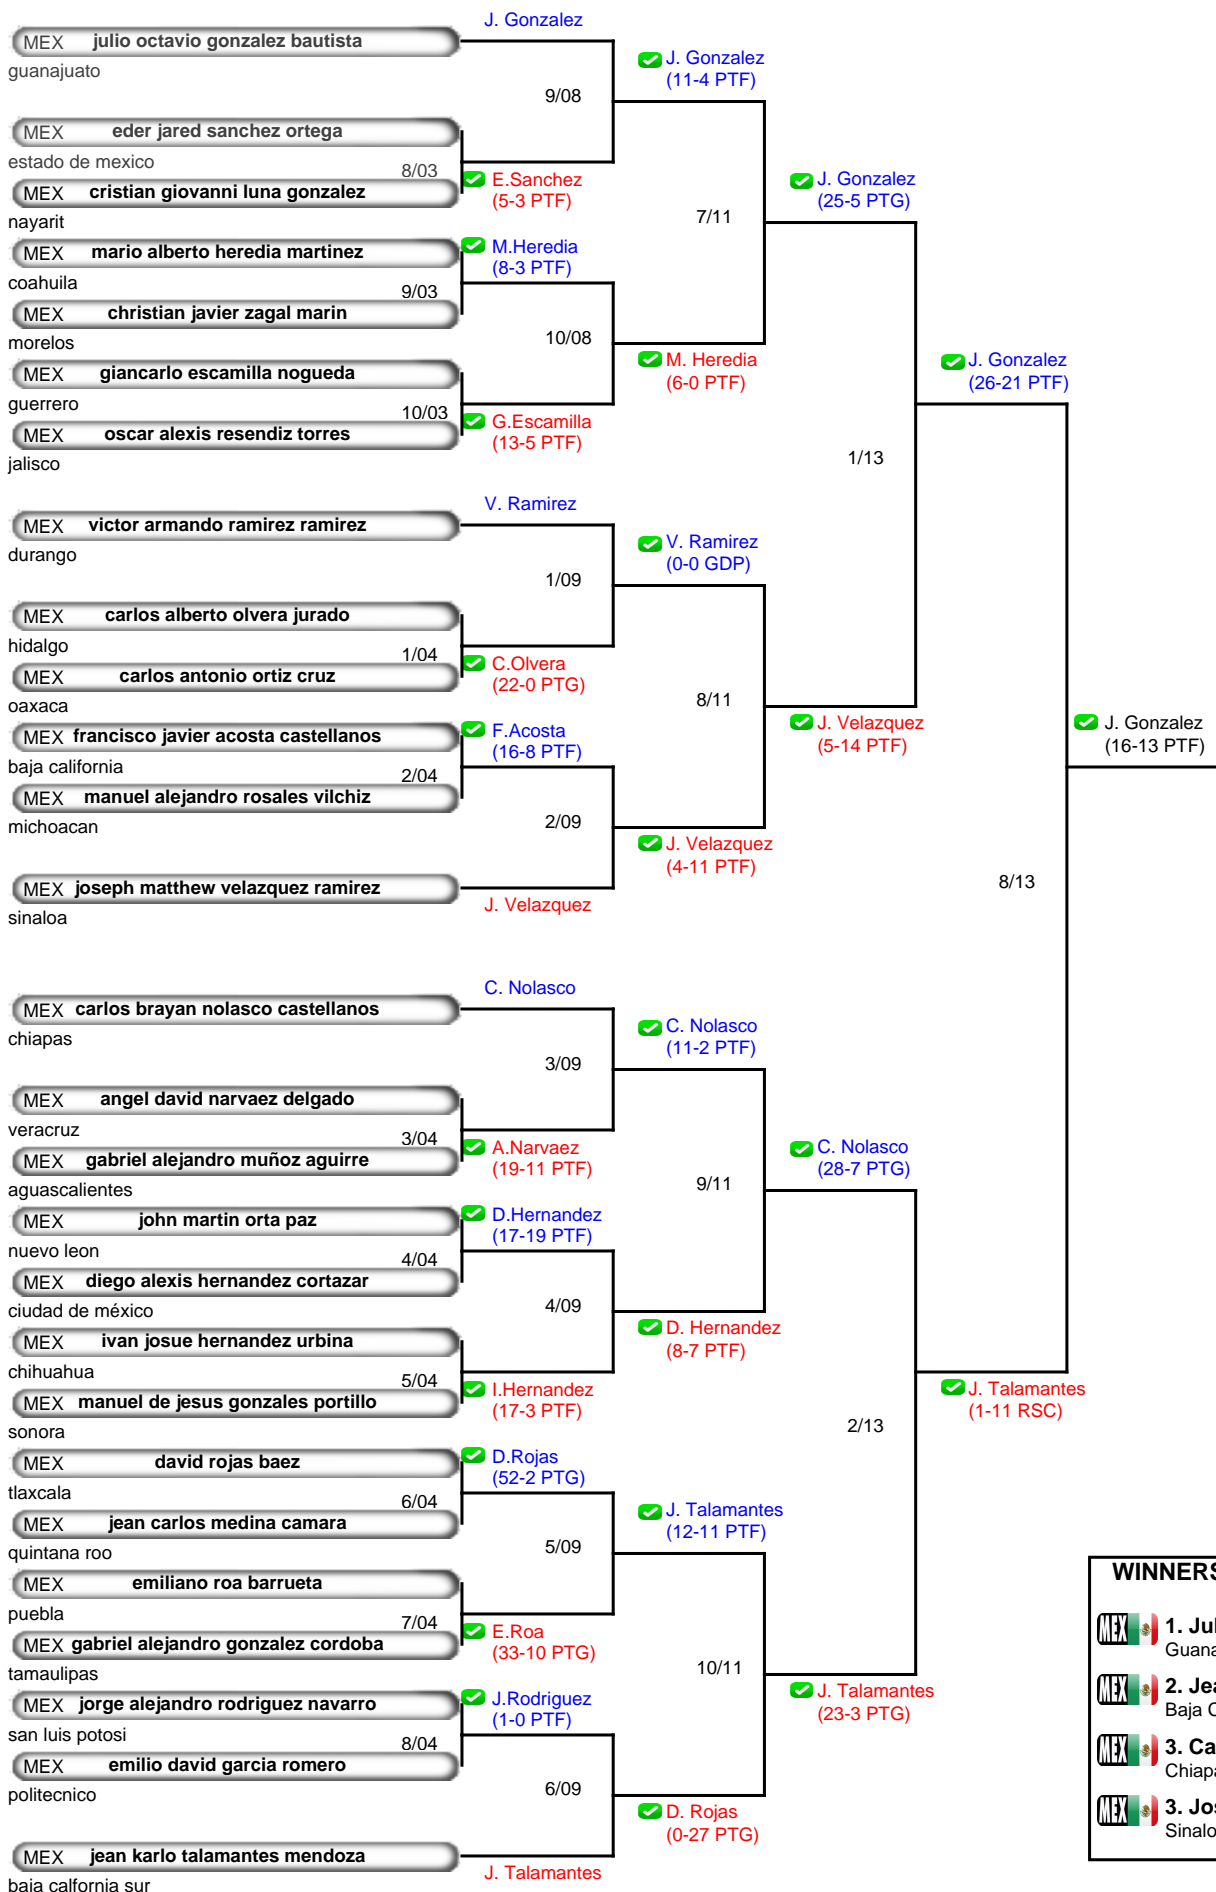 J. Gonzalez
MEX julio octavio gonzalez bautista
guanajuato
J. Gonzalez
(11-4 PTF)
9/08
MEX eder jared sanchez ortega
estado de mexico
8/03
E.Sanchez
(5-3 PTF)
MEX cristian giovanni luna gonzalez
nayarit
J. Gonzalez
(25-5 PTG)
7/11
MEX mario alberto heredia martinez
coahuila
M.Heredia
(8-3 PTF)
9/03
MEX christian javier zagal marin
morelos
10/08
M. Heredia
(6-0 PTF)
MEX giancarlo escamilla nogueda
guerrero
10/03
G.Escamilla
(13-5 PTF)
MEX oscar alexis resendiz torres
jalisco
J. Gonzalez
(26-21 PTF)
1/13
V. Ramirez
MEX victor armando ramirez ramirez
durango
V. Ramirez
(0-0 GDP)
1/09
MEX carlos alberto olvera jurado
hidalgo
1/04
C.Olvera
(22-0 PTG)
MEX carlos antonio ortiz cruz
oaxaca
8/11
J. Velazquez
(5-14 PTF)
MEX francisco javier acosta castellanos
baja california
F.Acosta
(16-8 PTF)
2/04
MEX manuel alejandro rosales vilchiz
michoacan
2/09
J. Velazquez
(4-11 PTF)
MEX joseph matthew velazquez ramirez
sinaloa
J. Velazquez
J. Gonzalez
(16-13 PTF)
8/13
C. Nolasco
MEX carlos brayan nolasco castellanos
chiapas
C. Nolasco
(11-2 PTF)
3/09
MEX angel david narvaez delgado
veracruz
3/04
A.Narvaez
(19-11 PTF)
MEX gabriel alejandro muñoz aguirre
aguascalientes
C. Nolasco
(28-7 PTG)
9/11
MEX john martin orta paz
nuevo leon
D.Hernandez
(17-19 PTF)
4/04
MEX diego alexis hernandez cortazar
ciudad de méxico
4/09
D. Hernandez
(8-7 PTF)
MEX ivan josue hernandez urbina
chihuahua
5/04
I.Hernandez
(17-3 PTF)
MEX manuel de jesus gonzales portillo
sonora
J. Talamantes
(1-11 RSC)
2/13
MEX david rojas baez
tlaxcala
D.Rojas
(52-2 PTG)
6/04
MEX jean carlos medina camara
quintana roo
J. Talamantes
(12-11 PTF)
5/09
MEX emiliano roa barrueta
puebla
7/04
E.Roa
(33-10 PTG)
MEX gabriel alejandro gonzalez cordoba
tamaulipas
10/11
J. Talamantes
(23-3 PTG)
MEX jorge alejandro rodriguez navarro
san luis potosi
J.Rodriguez
(1-0 PTF)
8/04
MEX emilio david garcia romero
politecnico
6/09
D. Rojas
(0-27 PTG)
MEX jean karlo talamantes mendoza
baja calfornia sur
J. Talamantes
WINNERS
MEX 1. Jul
Guana
MEX 2. Jea
Baja C
MEX 3. Ca
Chiapa
MEX 3. Jos
Sinalo